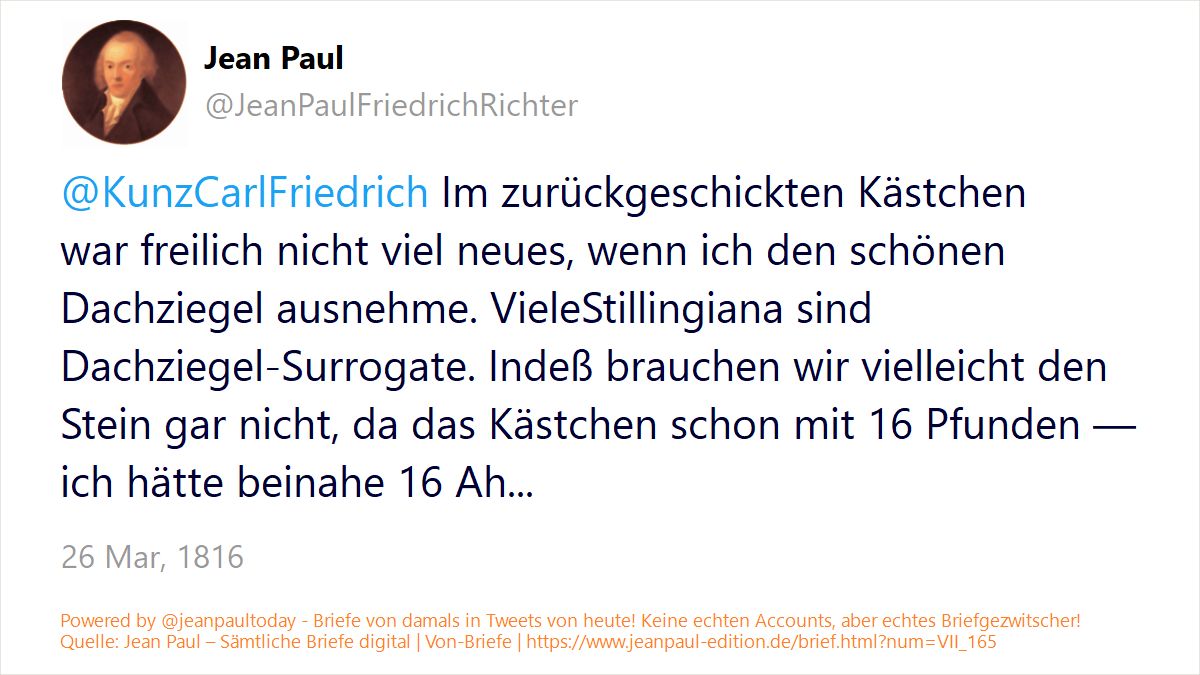 Jean Paul
@JeanPaulFriedrichRichter
@KunzCarlFriedrich Im zurückgeschickten Kästchen
war freilich nicht viel neues, wenn ich den schönen
Dachziegel ausnehme. VieleStillingiana sind
Dachziegel-Surrogate. Indeß brauchen wir vielleicht den
Stein gar nicht, da das Kästchen schon mit 16 Pfunden —
ich hätte beinahe 16 Ah...
26 Mar, 1816
Powered by @jeanpaultoday - Briefe von damals in Tweets von heute! Keine echten Accounts, aber echtes Briefgezwitscher!
Quelle: Jean Paul – Sämtliche Briefe digital | Von-Briefe | https://www.jeanpaul-edition.de/brief.html?num=VII_165